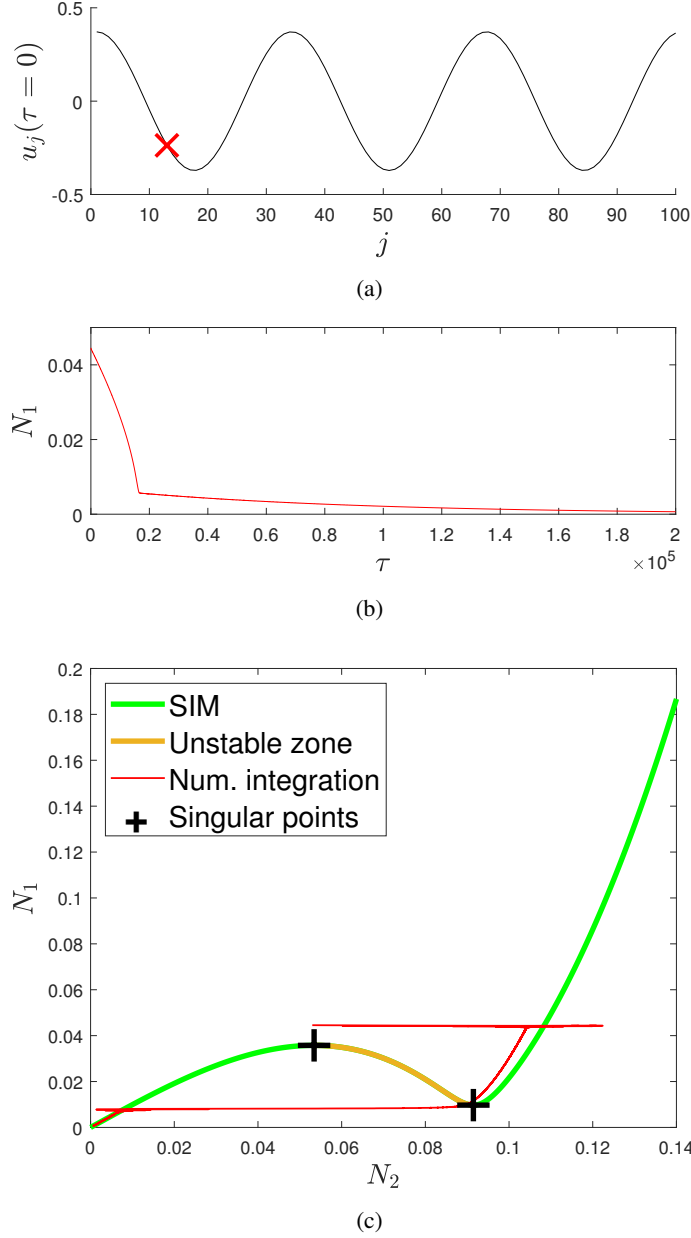 0.5
0
-0.5
u_j(τ = 0)
0 10 20 30 40 50 60 70 80 90 100
j
(a)
0.04
0.02
0
N_1
0 0.2 0.4 0.6 0.8 1 1.2 1.4 1.6 1.8 2
τ
×10^5
(b)
0.2
0.18
0.16
0.14
0.12
0.1
0.08
0.06
0.04
0.02
0
N_1
SIM
Unstable zone
Num. integration
Singular points
0 0.02 0.04 0.06 0.08 0.1 0.12 0.14
N_2
(c)